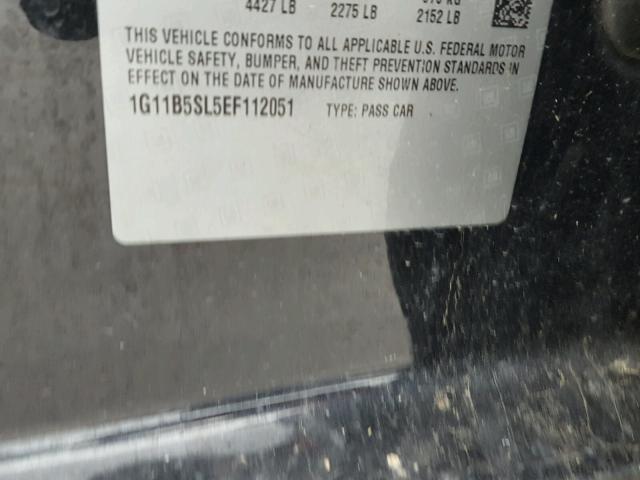 4427 LB 2275 LB 2152 LB
THIS VEHICLE CONFORMS TO ALL APPLICABLE U.S. FEDERAL MOTOR
VEHICLE SAFETY, BUMPER, AND THEFT PREVENTION STANDARDS IN
EFFECT ON THE DATE OF MANUFACTURE SHOWN ABOVE.
1G11B5SL5EF112051 TYPE: PASS CAR